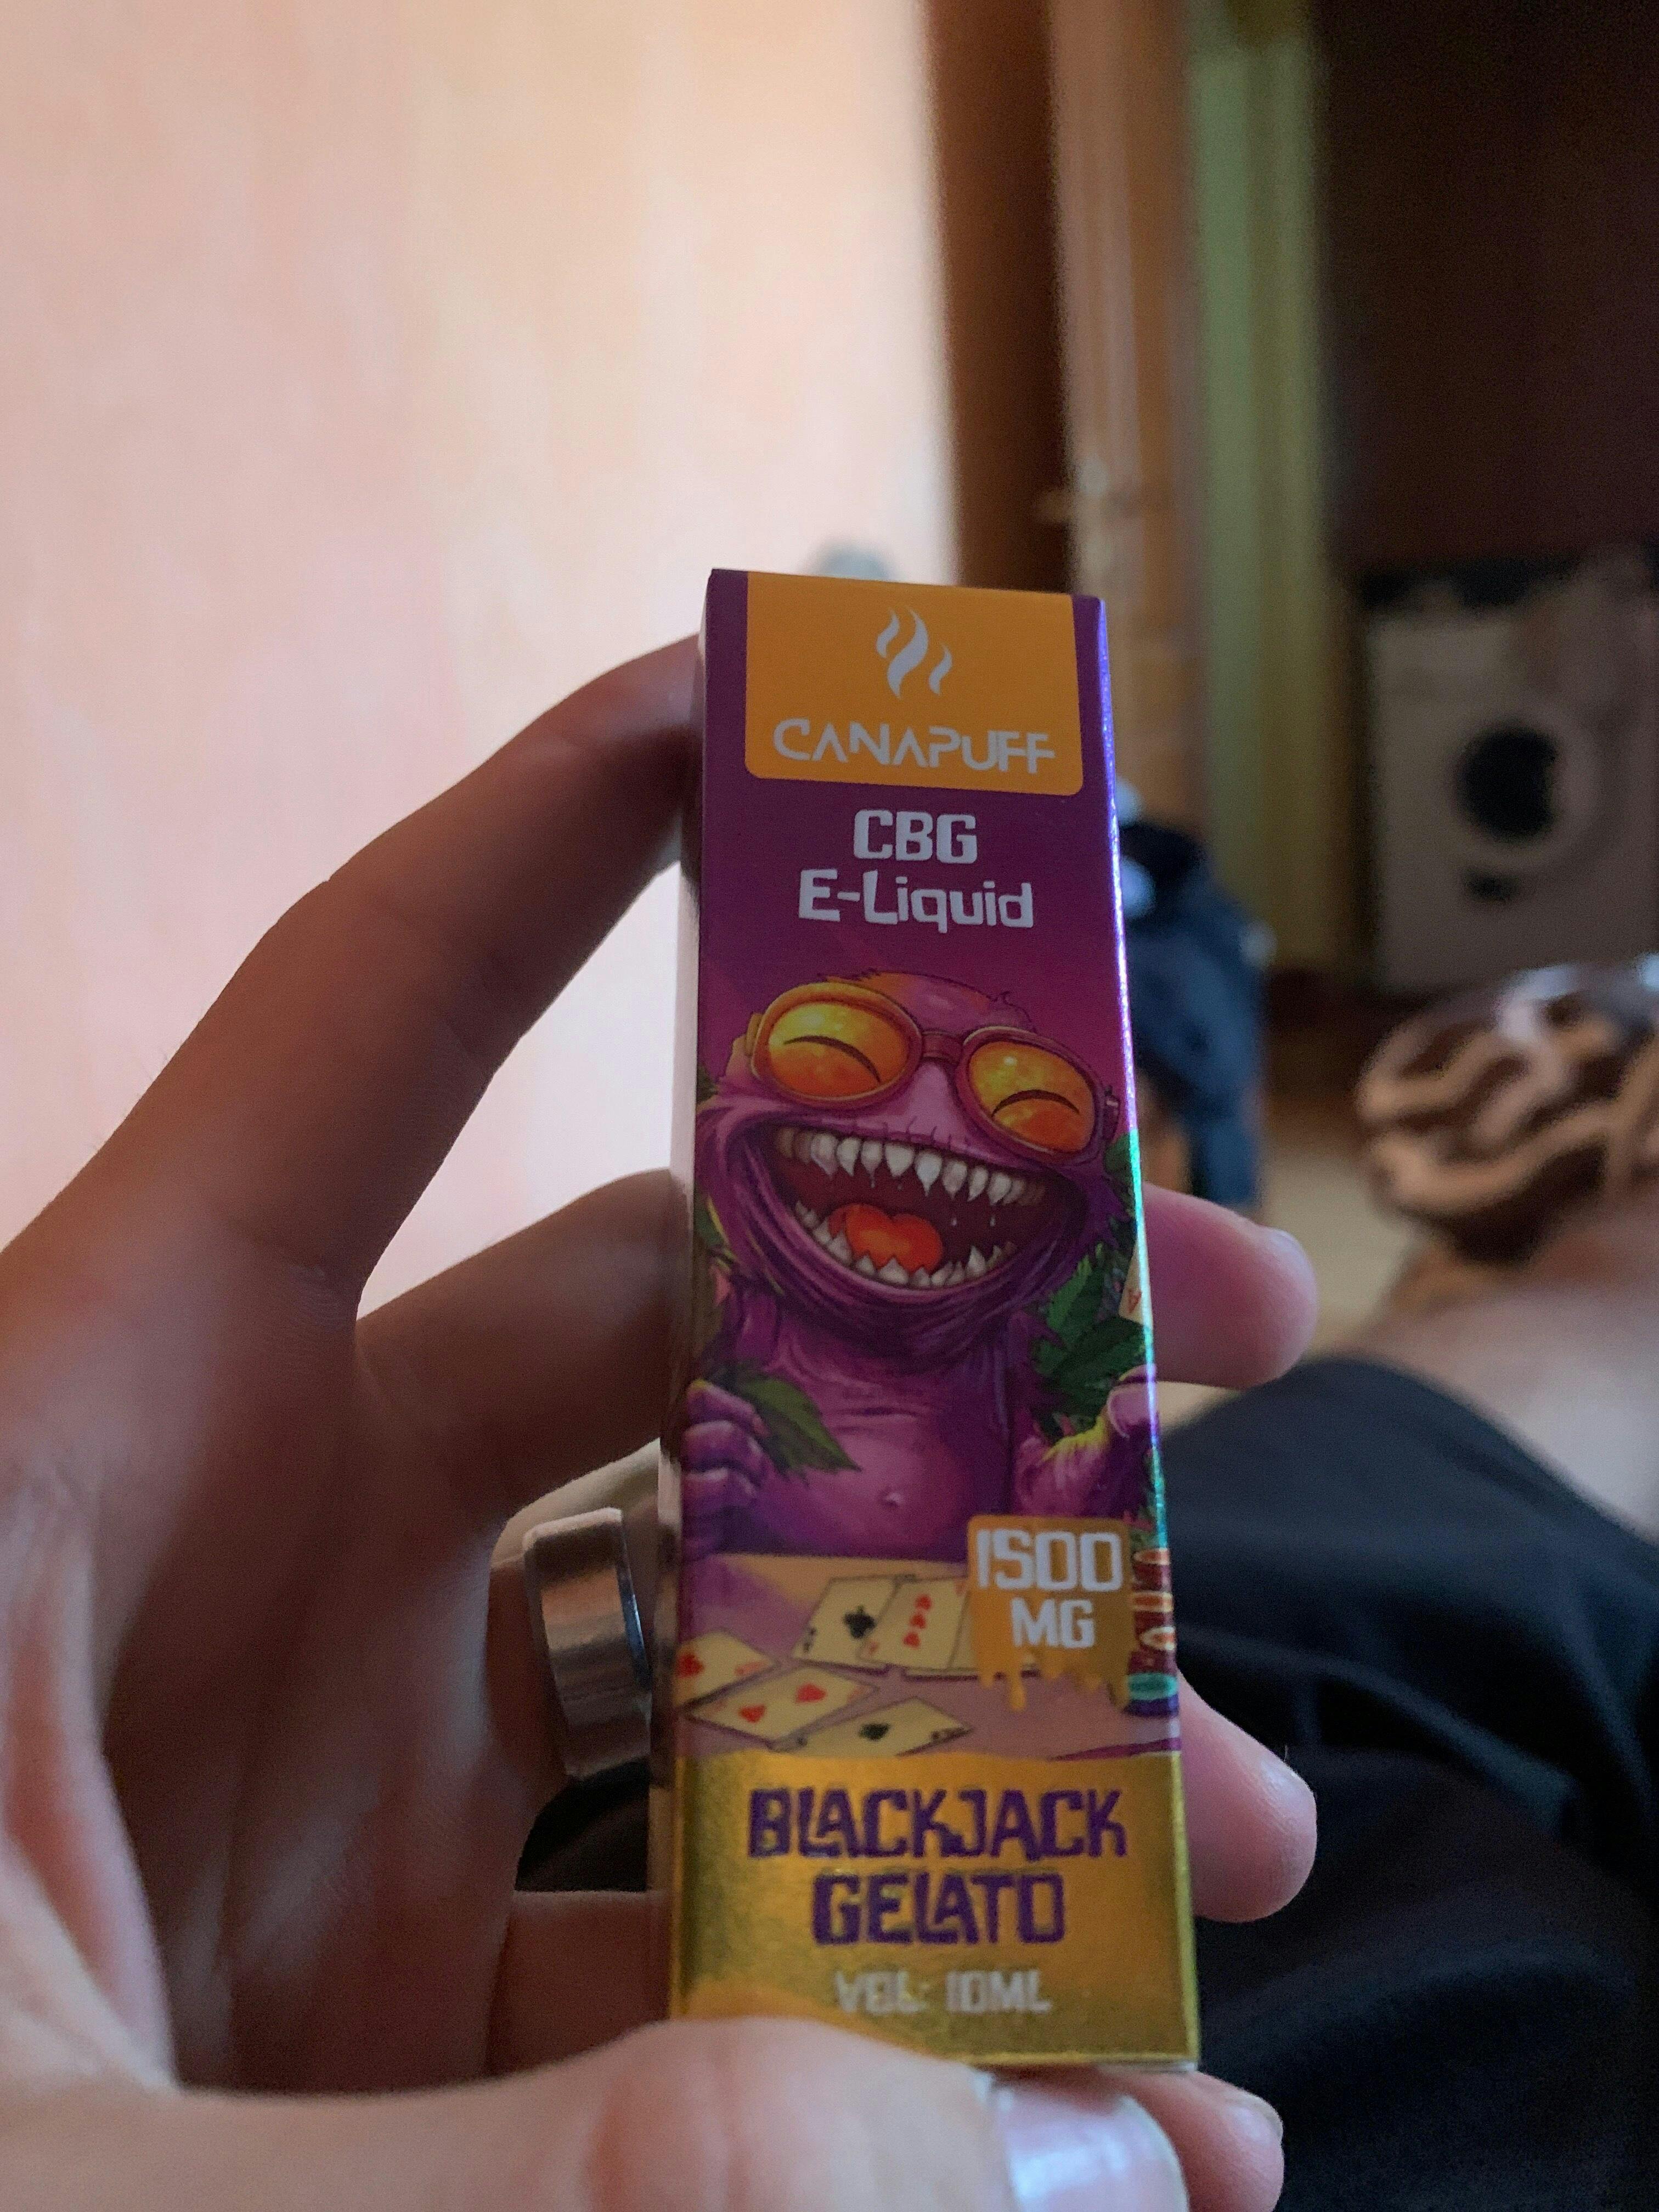 CANAPUFF
CBG
E-Liquid
1500
MG
BLACKJACK
GELATO
VOL: 10ML